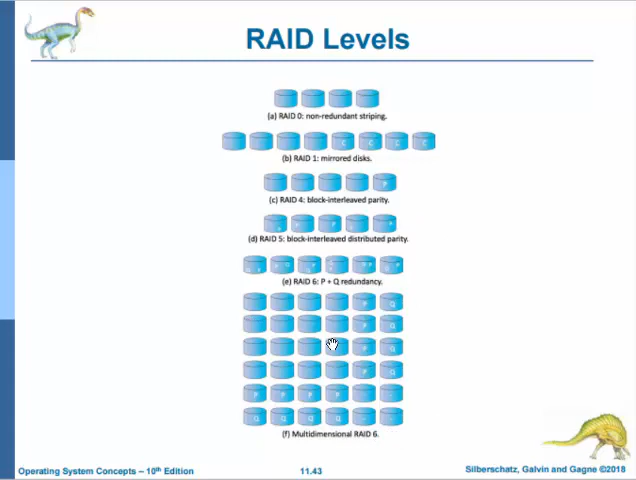 RAID Levels
(a) RAID 0: non-redundant striping.
C C C C
(b) RAID 1: mirrored disks.
P
(c) RAID 4: block-interleaved parity.
(d) RAID 5: block-interleaved distributed parity.
(e) RAID 6: P + Q redundancy.
P Q
P Q
P Q
P Q
P P P P
Q Q Q Q
(f) Multidimensional RAID 6.
Operating System Concepts – 10th Edition
11.43
Silberschatz, Galvin and Gagne ©2018